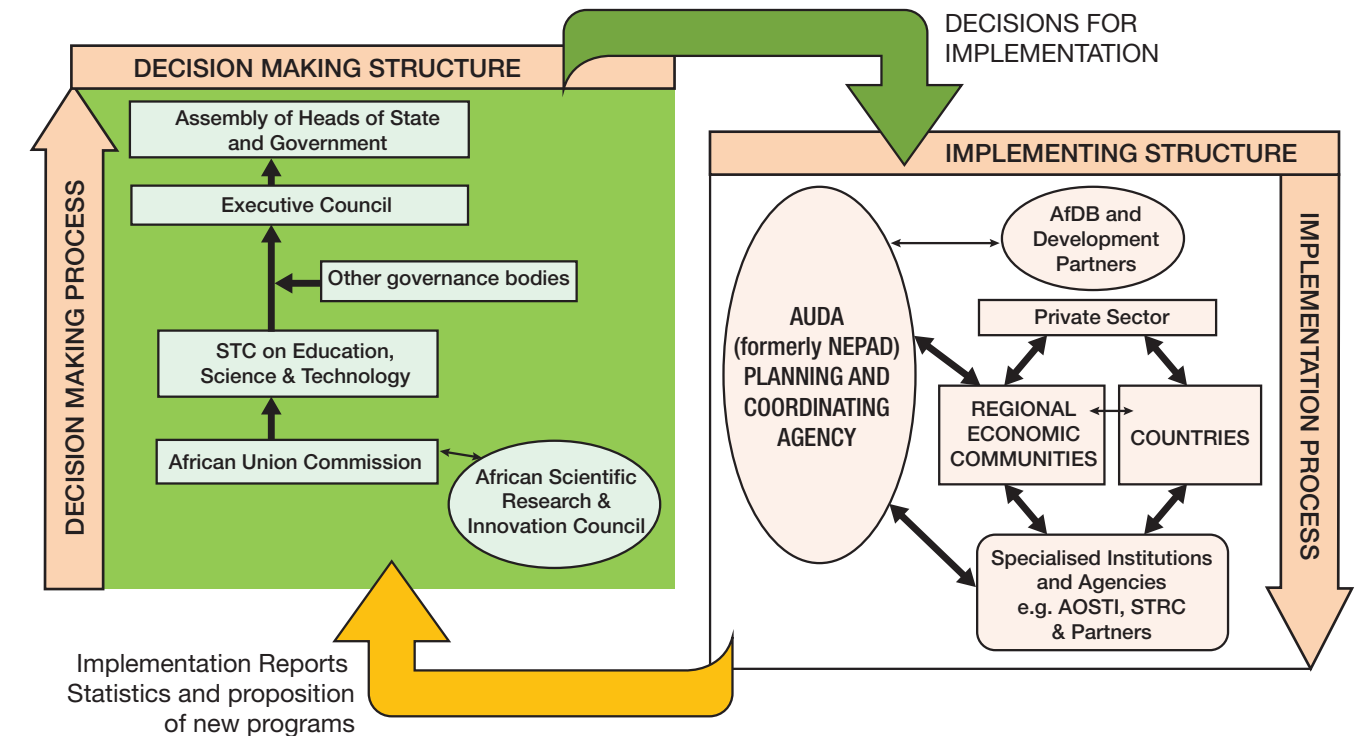 DECISIONS FOR
IMPLEMENTATION
DECISION MAKING STRUCTURE
DECISION MAKING PROCESS
Assembly of Heads of State
and Government
Executive Council
Other governance bodies
STC on Education,
Science & Technology
African Union Commission
African Scientific
Research &
Innovation Council
IMPLEMENTING STRUCTURE
IMPLEMENTATION PROCESS
AUDA
(formerly NEPAD)
PLANNING AND
COORDINATING
AGENCY
AfDB and
Development
Partners
Private Sector
REGIONAL
ECONOMIC
COMMUNITIES
COUNTRIES
Specialised Institutions
and Agencies
e.g. AOSTI, STRC
& Partners
Implementation Reports
Statistics and proposition
of new programs